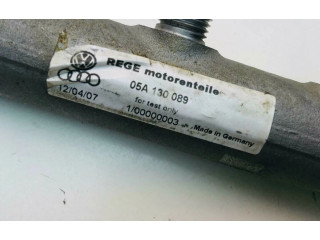 REGE motorenteile
05A 130 089
12/04/07
for test only
1/00000003
Made in Germany